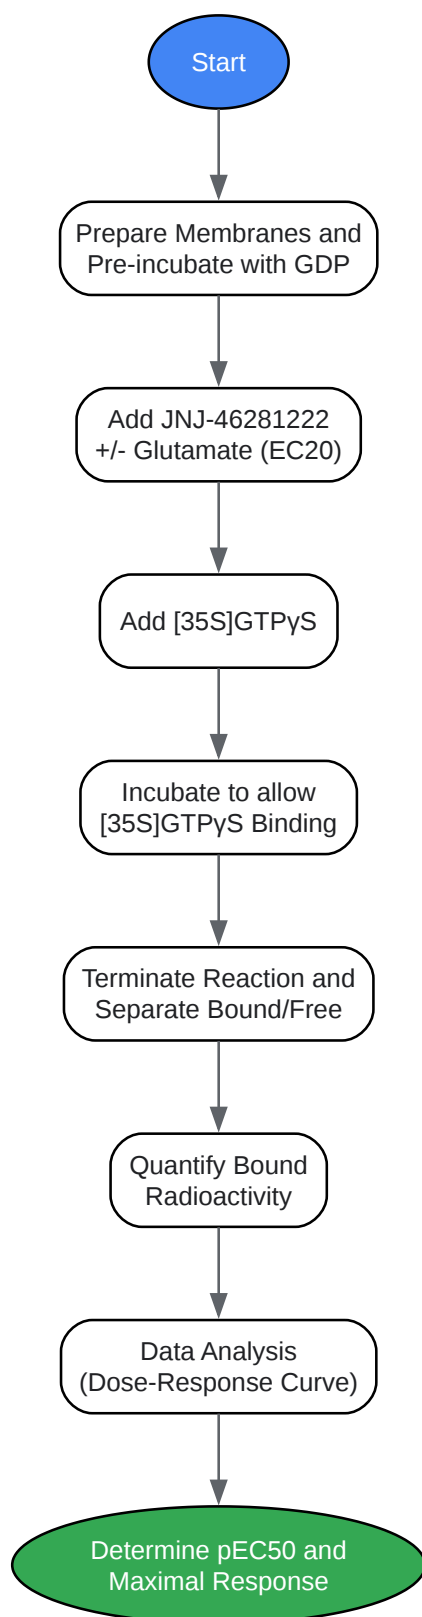 Start
Prepare Membranes and
Pre-incubate with GDP
Add JNJ-46281222
+/- Glutamate (EC20)
Add [35S]GTPγS
Incubate to allow
[35S]GTPγS Binding
Terminate Reaction and
Separate Bound/Free
Quantify Bound
Radioactivity
Data Analysis
(Dose-Response Curve)
Determine pEC50 and
Maximal Response